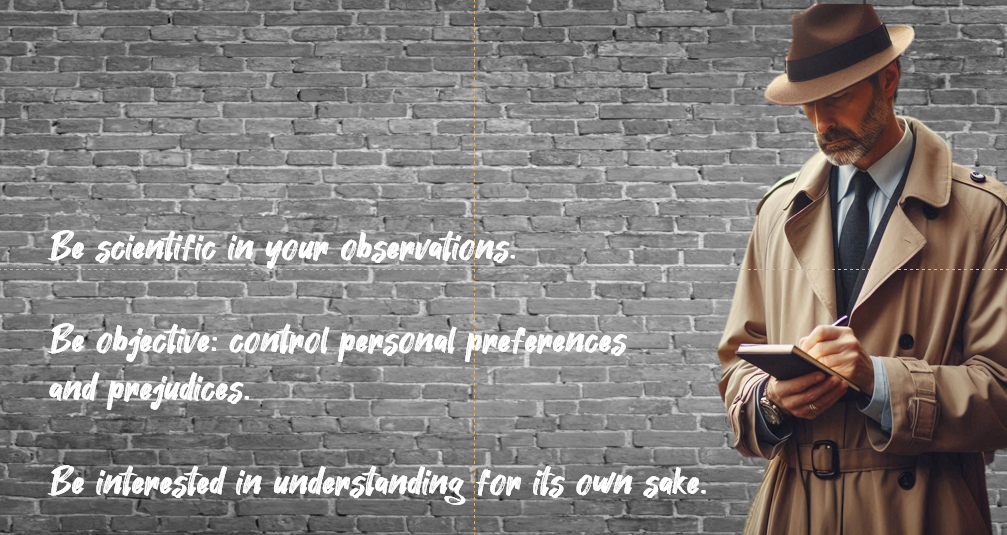 Be scientific in your observations.
Be objective: control personal preferences
and prejudices.
Be interested in understanding for its own sake.